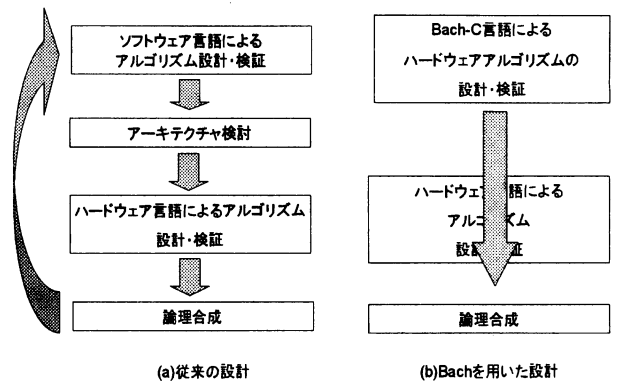 ソフトウェア言語による
アルゴリズム設計・検証
アーキテクチャ検討
ハードウェア言語によるアルゴリズム
設計・検証
論理合成
(a)従来の設計
Bach-C言語による
ハードウェアアルゴリズムの
設計・検証
ハードウェ 語による
アルゴ ズム
設 証
論理合成
(b)Bachを用いた設計